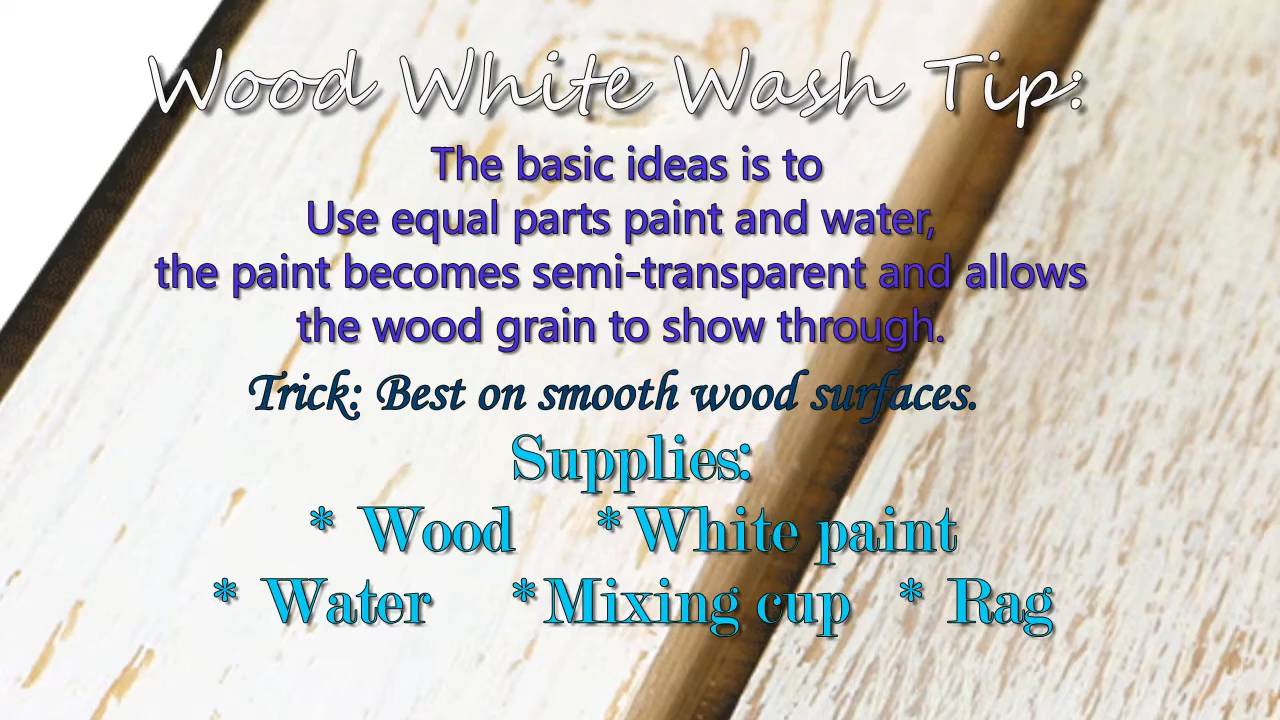 Wood White Wash Tip:
The basic ideas is to
Use equal parts paint and water,
the paint becomes semi-transparent and allows
the wood grain to show through.
Trick: Best on smooth wood surfaces.
Supplies:
* Wood * White paint
* Water * Mixing cup * Rag